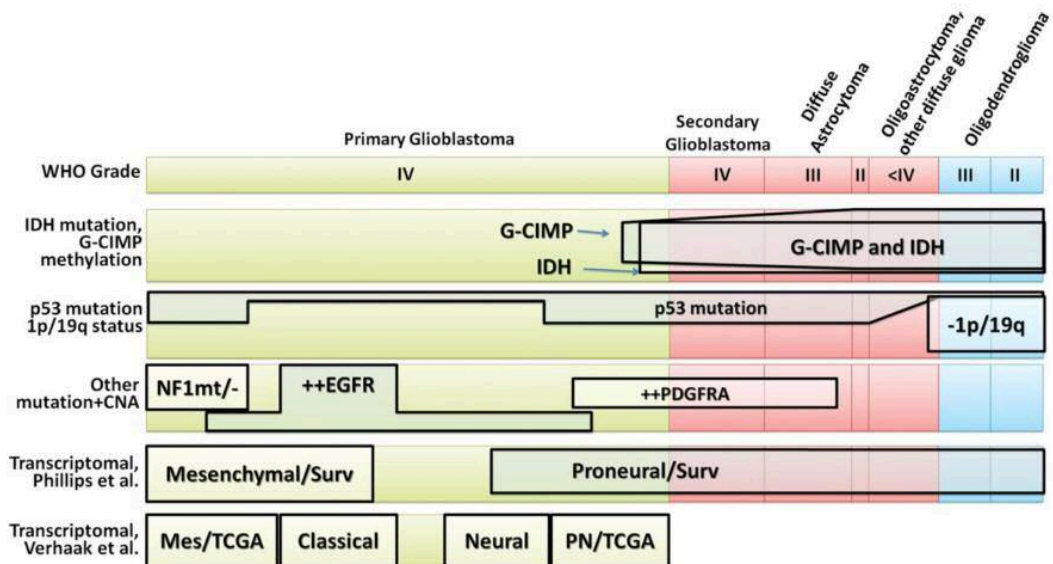 Diffuse
Astrocytoma
Oligoastrocytoma,
other diffuse glioma
Oligodendroglioma
Primary Glioblastoma
Secondary
Glioblastoma
WHO Grade
IV
IV
III
II
<IV
III
II
IDH mutation,
G-CIMP
methylation
G-CIMP
IDH
G-CIMP and IDH
p53 mutation
1p/19q status
p53 mutation
-1p/19q
Other
mutation+CNA
NF1mt/-
++EGFR
++PDGFRA
Transcriptomal,
Phillips et al.
Mesenchymal/Surv
Proneural/Surv
Transcriptomal,
Verhaak et al.
Mes/TCGA
Classical
Neural
PN/TCGA